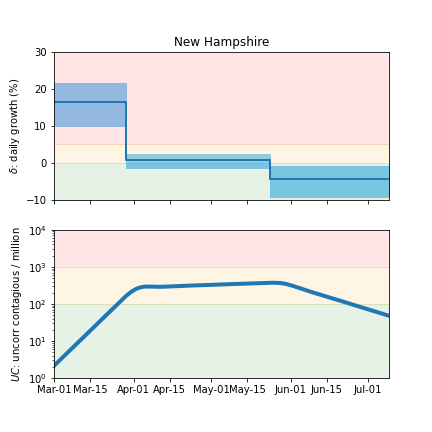 New Hampshire
δ: daily growth (%)
30
20
10
0
−10
UC: uncorr contagious / million
10⁴
10³
10²
10¹
10⁰
Mar-01 Mar-15 Apr-01 Apr-15 May-01 May-15 Jun-01 Jun-15 Jul-01